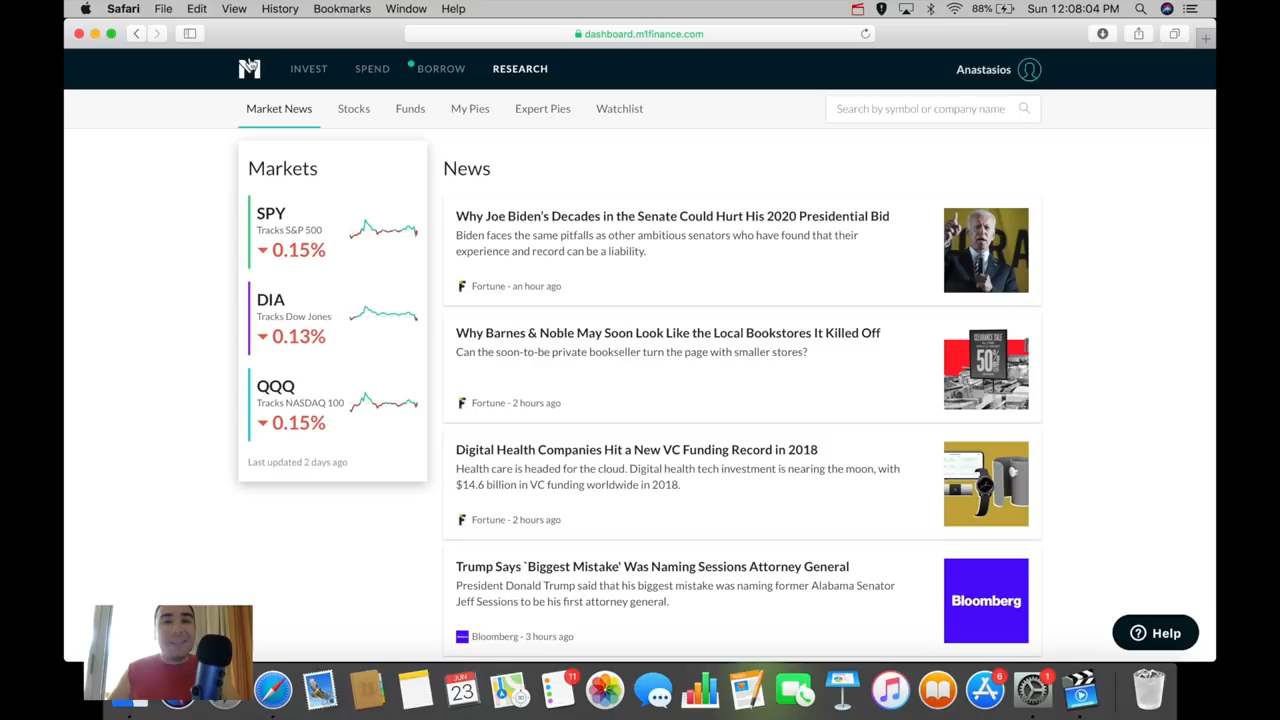 Safari File Edit View History Bookmarks Window Help
88% Sun 12:08:04 PM
dashboard.m1finance.com
INVEST SPEND BORROW RESEARCH
Anastasios
Market News Stocks Funds My Pies Expert Pies Watchlist
Search by symbol or company name
Markets
SPY
Tracks S&P 500
0.15%
DIA
Tracks Dow Jones
0.13%
QQQ
Tracks NASDAQ 100
0.15%
Last updated 2 days ago
News
Why Joe Biden's Decades in the Senate Could Hurt His 2020 Presidential Bid
Biden faces the same pitfalls as other ambitious senators who have found that their
experience and record can be a liability.
Fortune - an hour ago
Why Barnes & Noble May Soon Look Like the Local Bookstores It Killed Off
Can the soon-to-be private bookseller turn the page with smaller stores?
Fortune - 2 hours ago
CLEARANCE SALE
50%
Digital Health Companies Hit a New VC Funding Record in 2018
Health care is headed for the cloud. Digital health tech investment is nearing the moon, with
$14.6 billion in VC funding worldwide in 2018.
Fortune - 2 hours ago
Trump Says `Biggest Mistake' Was Naming Sessions Attorney General
President Donald Trump said that his biggest mistake was naming former Alabama Senator
Jeff Sessions to be his first attorney general.
Bloomberg - 3 hours ago
Bloomberg
Help
JUN
23
11
6
1